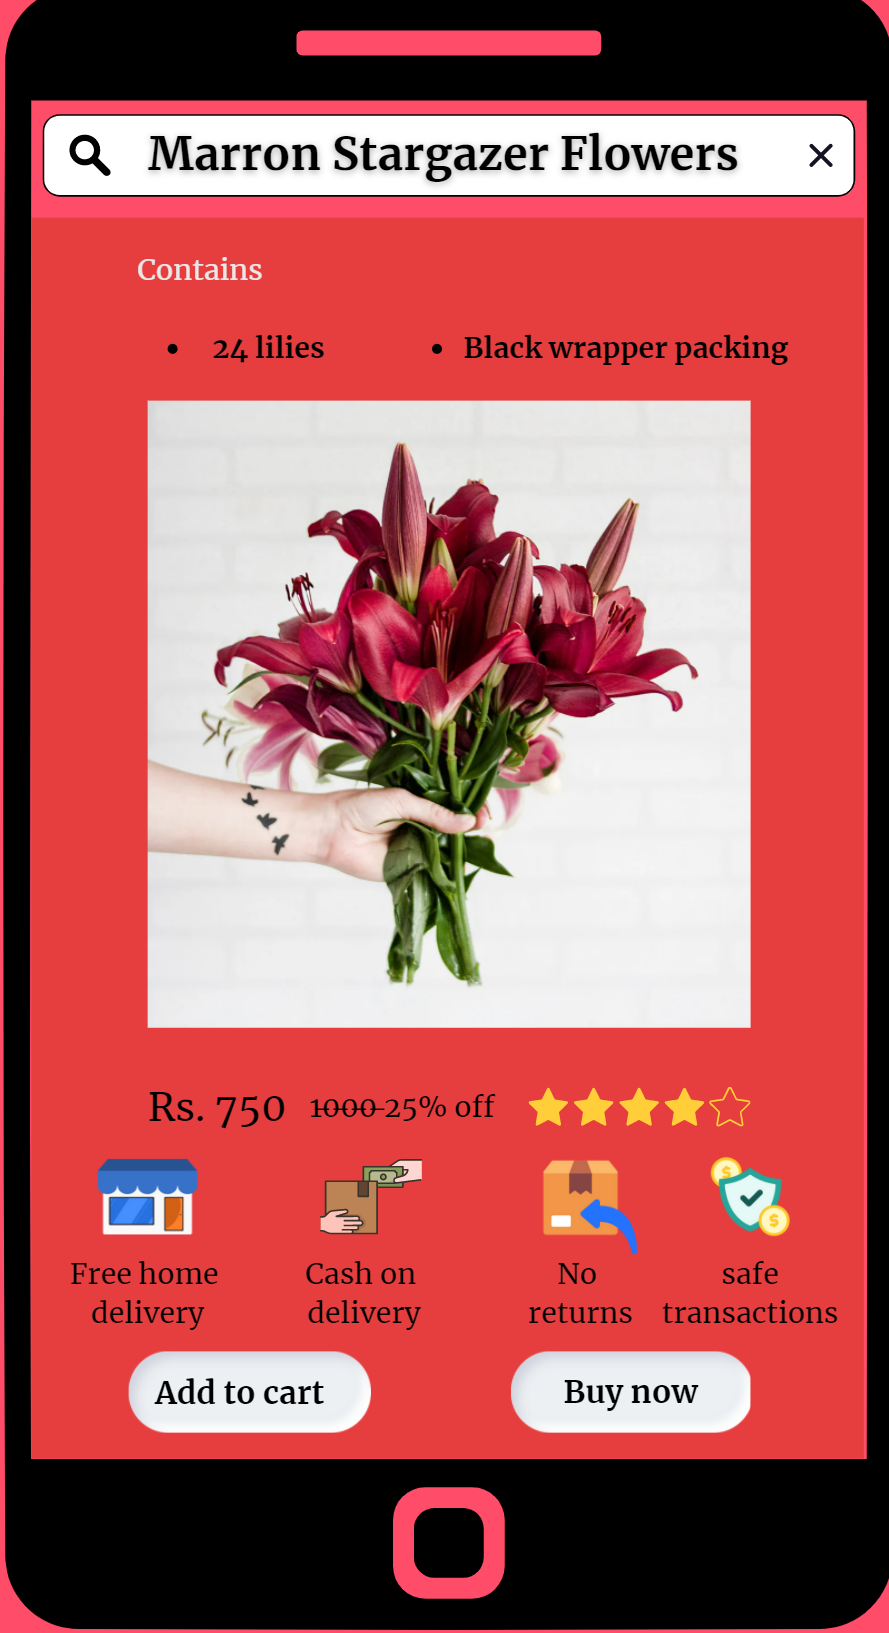 Marron Stargazer Flowers
Contains
• 24 lilies
• Black wrapper packing
Rs. 750 1000 25% off
Free home
delivery
Cash on
delivery
No
returns
safe
transactions
Add to cart
Buy now